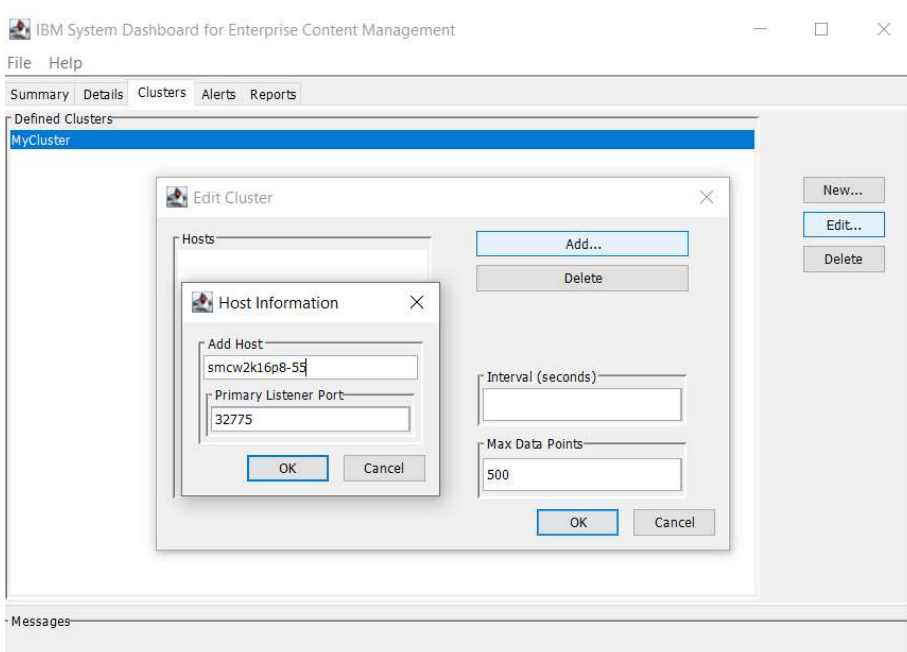 IBM System Dashboard for Enterprise Content Management
File Help
Summary Details Clusters Alerts Reports
Defined Clusters
MyCluster
New...
Edit...
Delete
Edit Cluster
Hosts
Add...
Delete
Host Information
Add Host
smcw2k16p8-55
Primary Listener Port
32775
OK Cancel
Interval (seconds)
Max Data Points
500
OK Cancel
Messages